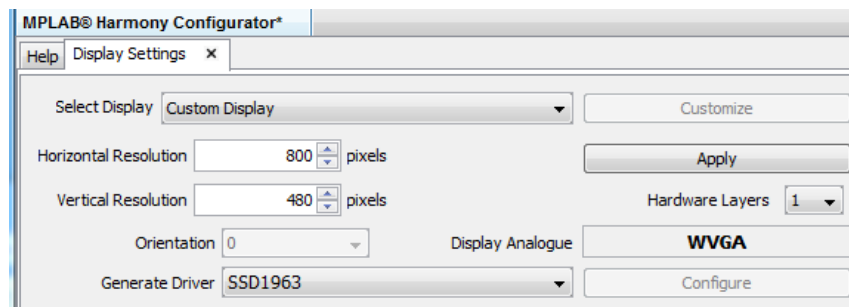 MPLAB® Harmony Configurator*
Help Display Settings ×
Select Display Custom Display Customize
Horizontal Resolution 800 pixels Apply
Vertical Resolution 480 pixels Hardware Layers 1
Orientation 0 Display Analogue WVGA
Generate Driver SSD1963 Configure